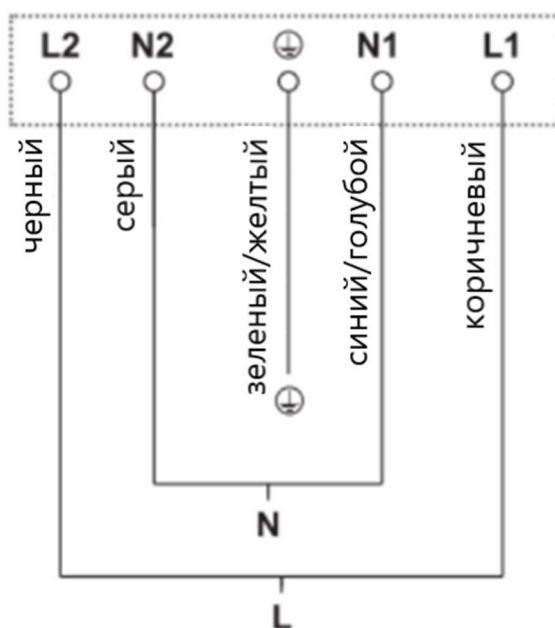 L2 N2 N1 L1
черный
серый
зеленый/желтый
синий/голубой
коричневый
N
L